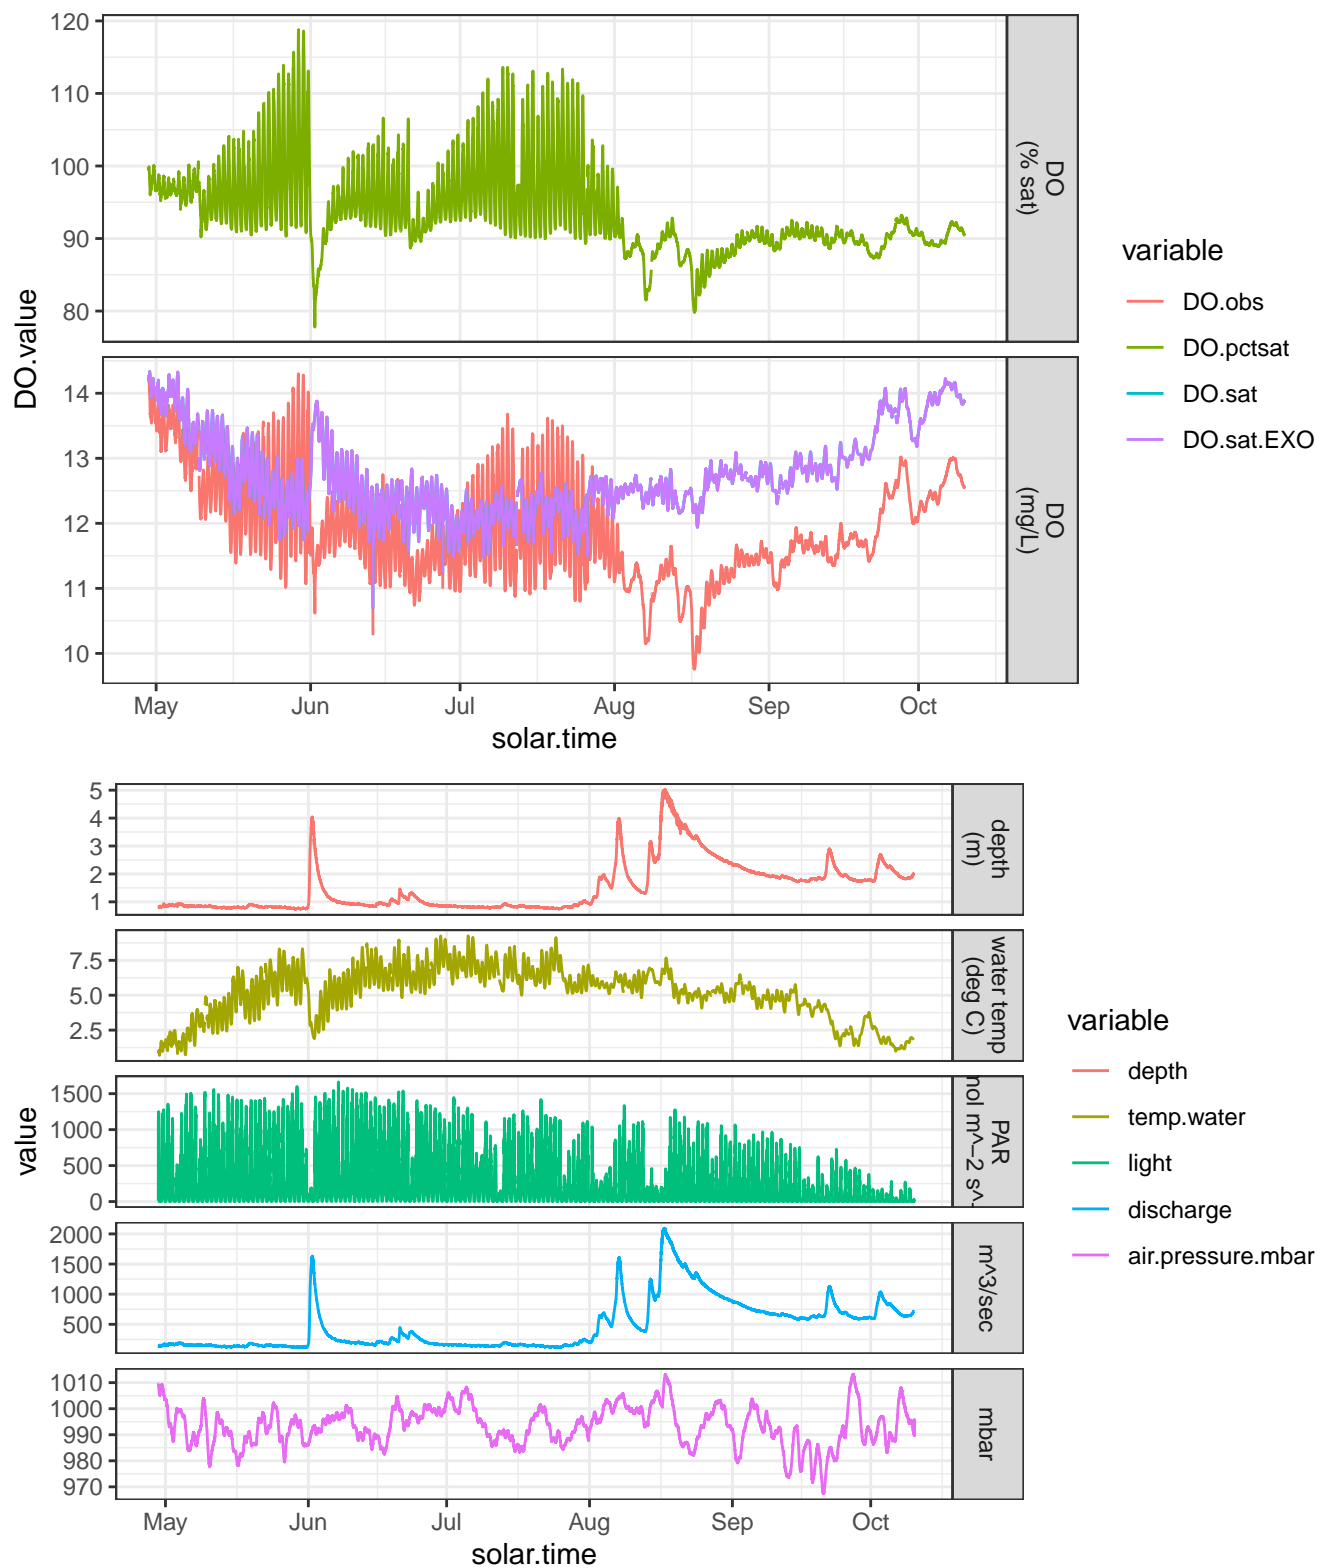 120
110
100
90
80
DO
(% sat)
14
13
12
11
10
DO
(mg/L)
DO.value
May Jun Jul Aug Sep Oct
solar.time
variable
DO.obs
DO.pctsat
DO.sat
DO.sat.EXO
5
4
3
2
1
depth
(m)
7.5
5.0
2.5
water temp
(deg C)
1500
1000
500
0
PAR
mol m^-2 s^-
2000
1500
1000
500
m^3/sec
1010
1000
990
980
970
mbar
value
May Jun Jul Aug Sep Oct
solar.time
variable
depth
temp.water
light
discharge
air.pressure.mbar